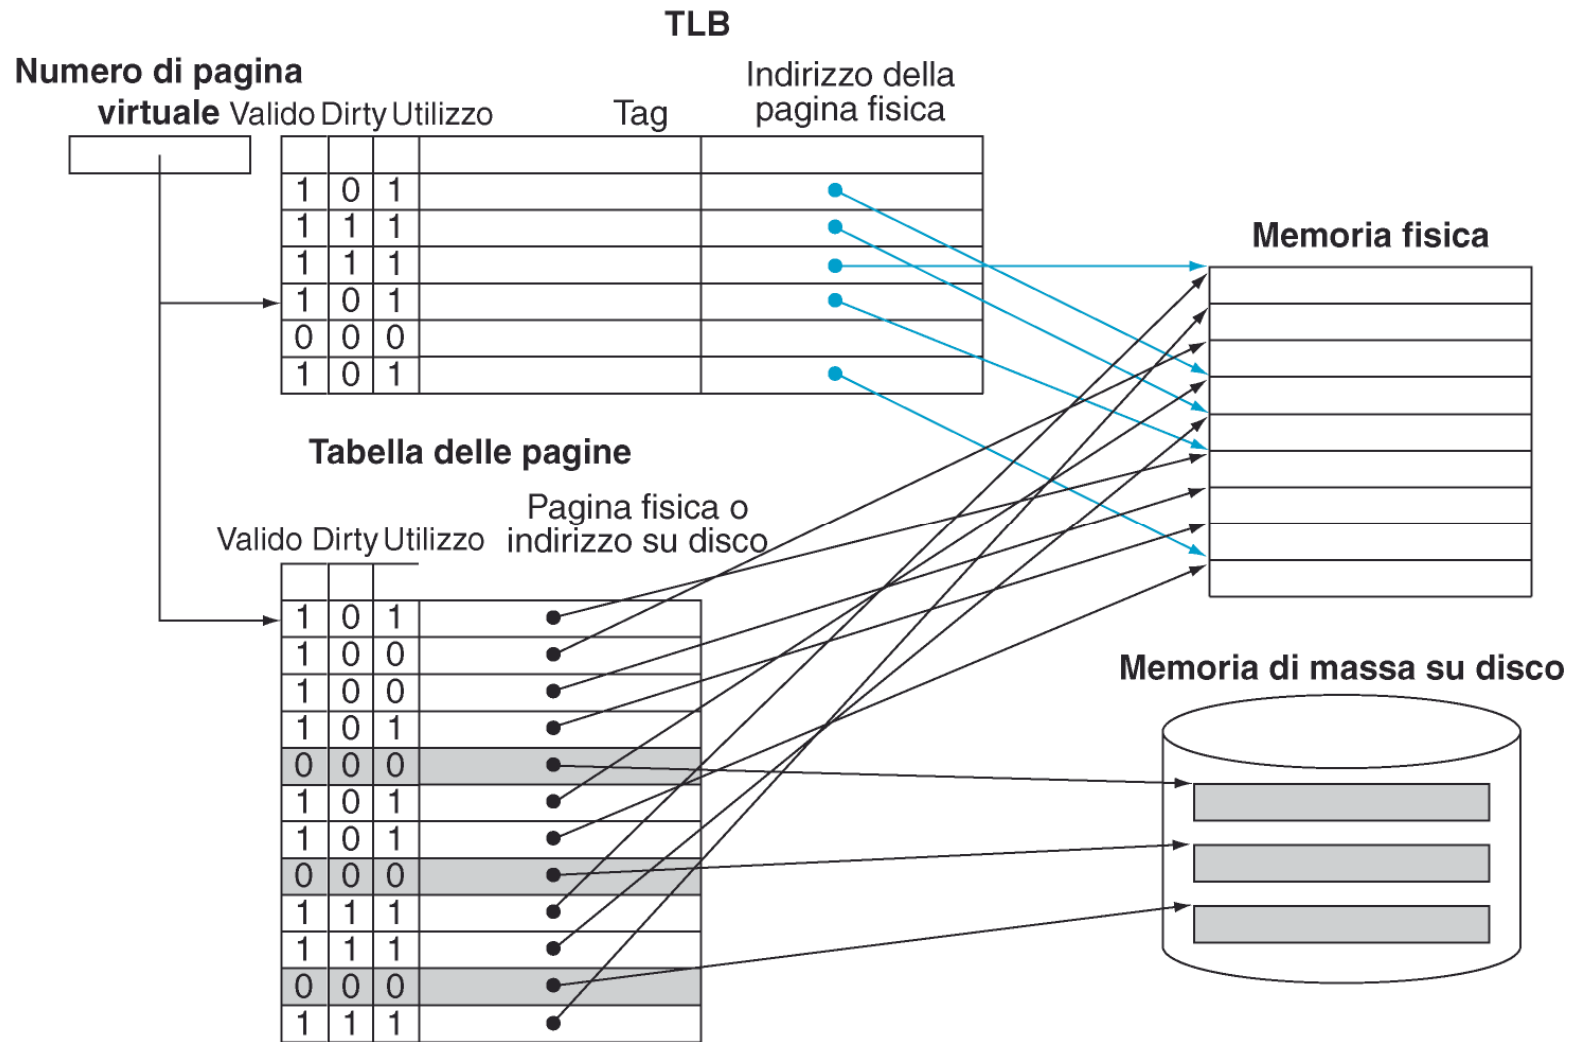 TLB
Numero di pagina
virtuale
Valido Dirty Utilizzo
Tag
Indirizzo della
pagina fisica
1 0 1
1 1 1
1 1 1
1 0 1
0 0 0
1 0 1
Memoria fisica
Tabella delle pagine
Valido Dirty Utilizzo
Pagina fisica o
indirizzo su disco
1 0 1
1 0 0
1 0 0
1 0 1
0 0 0
1 0 1
1 0 1
0 0 0
1 1 1
1 1 1
0 0 0
1 1 1
Memoria di massa su disco